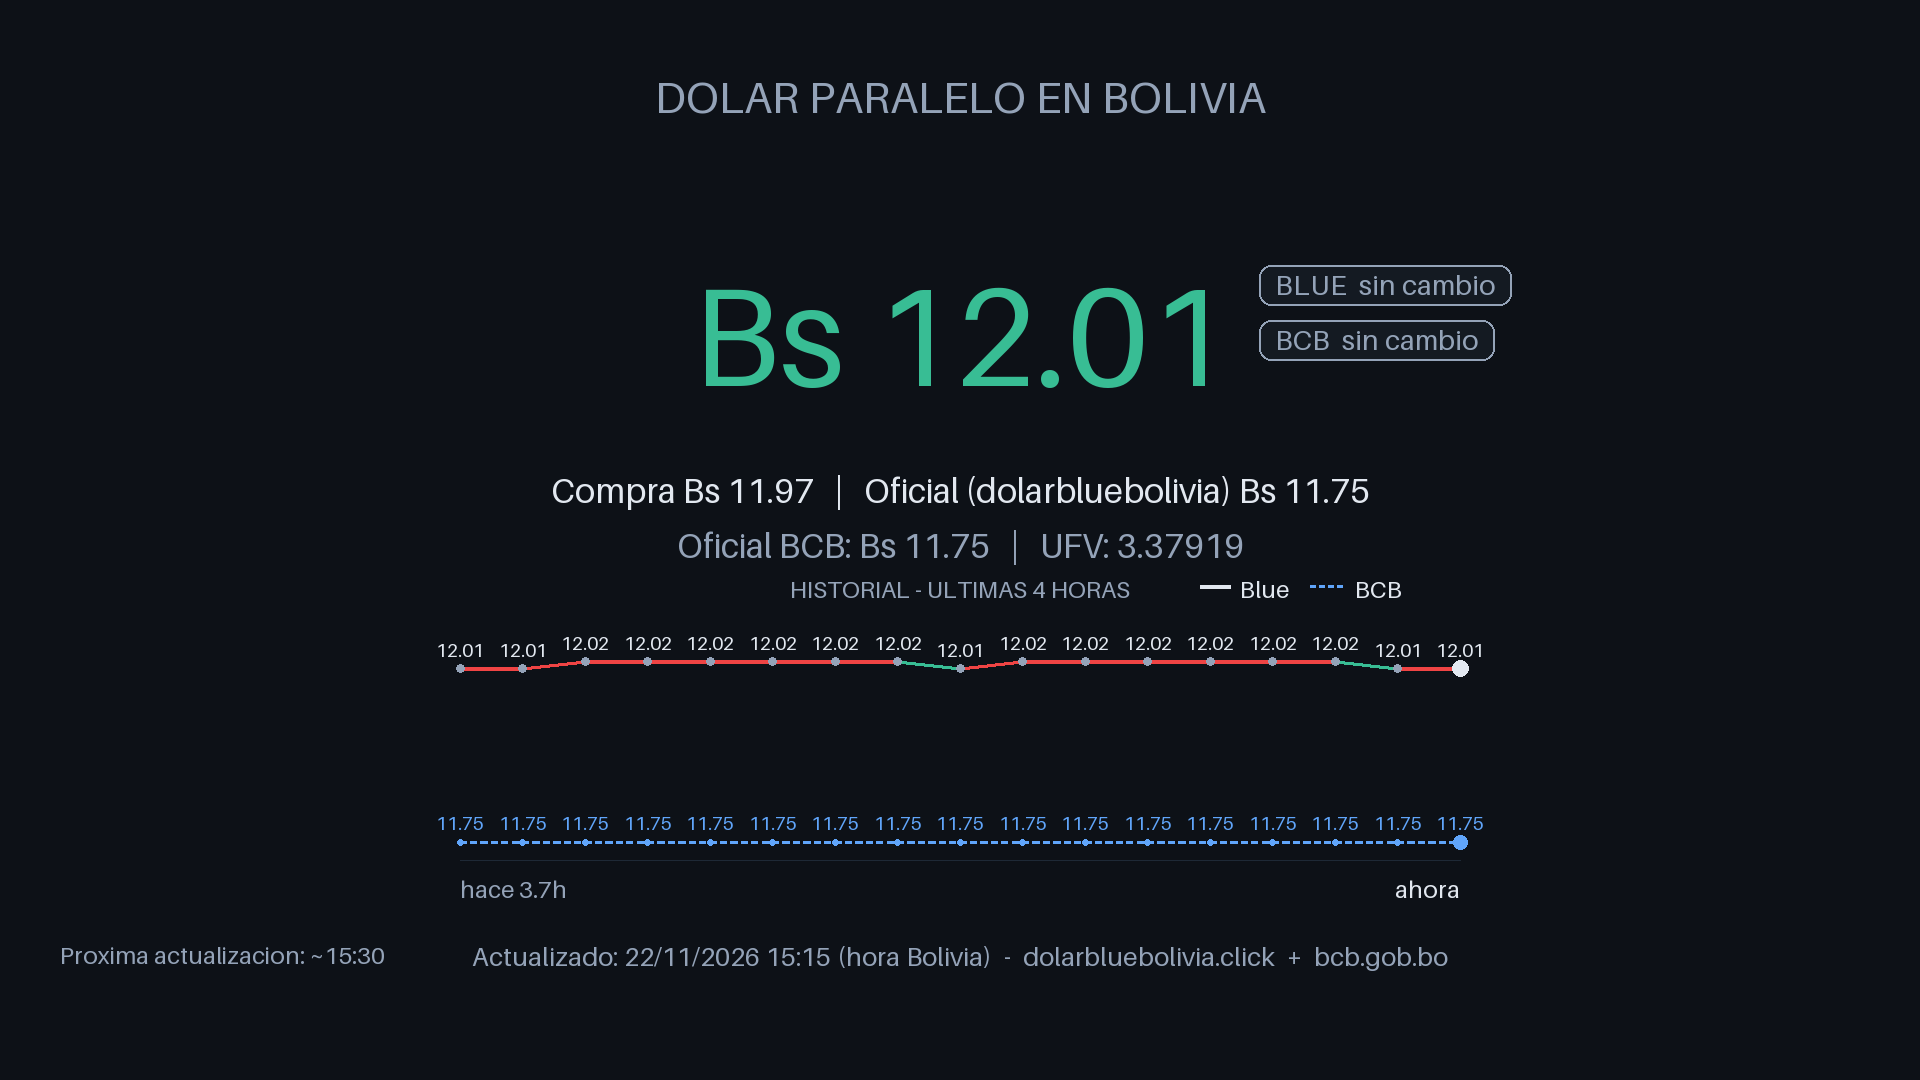 DOLAR PARALELO EN BOLIVIA
Bs 12.01
BLUE sin cambio
BCB sin cambio
Compra Bs 11.97 | Oficial (dolarbluebolivia) Bs 11.75
Oficial BCB: Bs 11.75 | UFV: 3.37919
HISTORIAL - ULTIMAS 4 HORAS
Blue
BCB
12.01 12.01 12.02 12.02 12.02 12.02 12.02 12.02 12.01 12.02 12.02 12.02 12.02 12.02 12.02 12.01 12.01
11.75 11.75 11.75 11.75 11.75 11.75 11.75 11.75 11.75 11.75 11.75 11.75 11.75 11.75 11.75 11.75 11.75
hace 3.7h
ahora
Proxima actualizacion: ~15:30
Actualizado: 22/11/2026 15:15 (hora Bolivia) - dolarbluebolivia.click + bcb.gob.bo